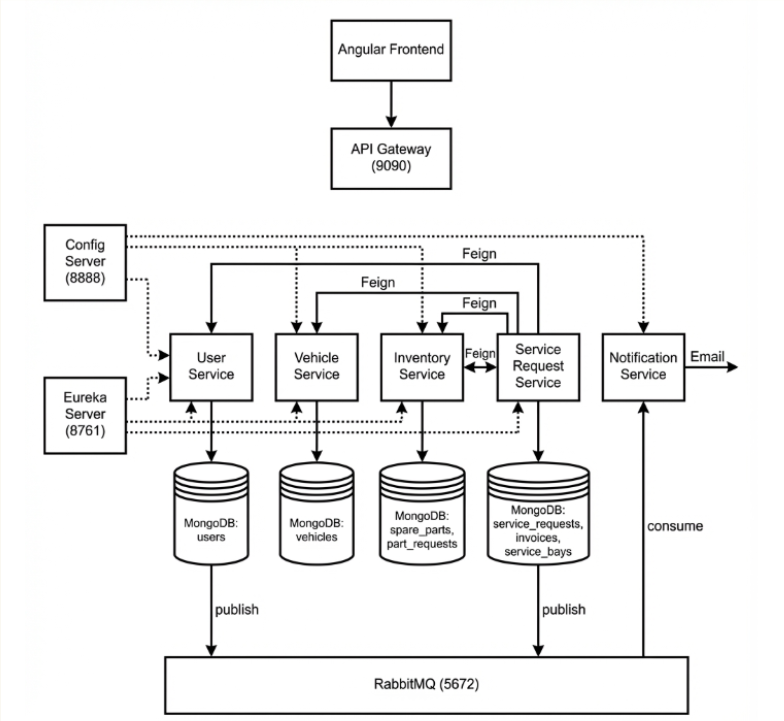 Angular Frontend
API Gateway
(9090)
Config
Server
(8888)
Feign
Feign
Feign
User
Service
Vehicle
Service
Inventory
Service
Feign
Service
Request
Service
Notification
Service
Email
Eureka
Server
(8761)
MongoDB:
users
MongoDB:
vehicles
MongoDB:
spare_parts,
part_requests
MongoDB:
service_requests,
invoices,
service_bays
consume
publish
publish
RabbitMQ (5672)